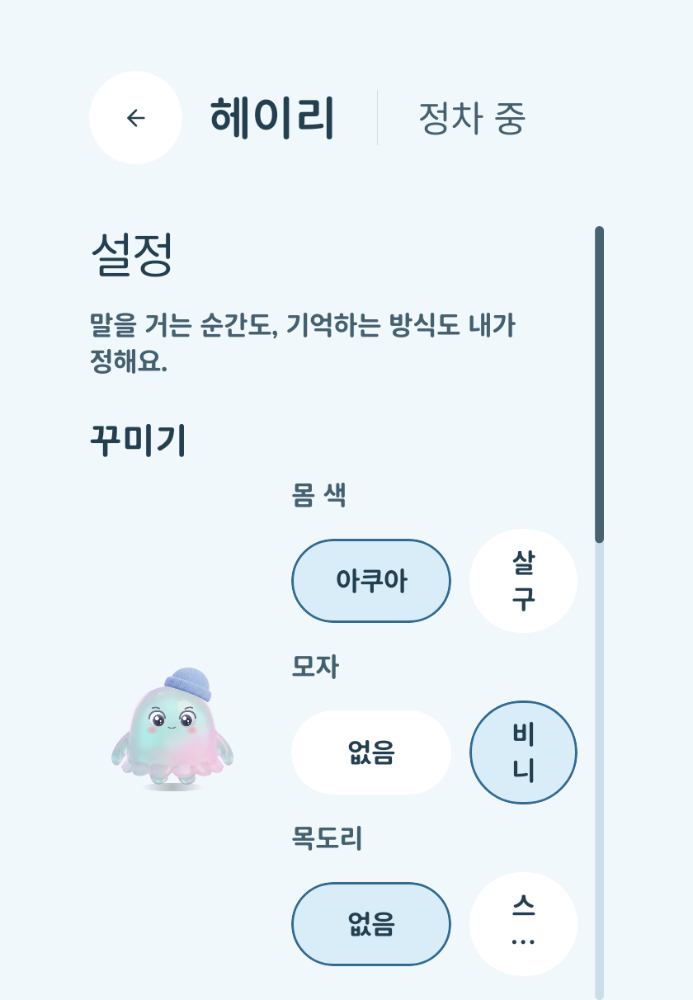 헤이리
정차 중
설정
말을 거는 순간도, 기억하는 방식도 내가
정해요.
꾸미기
몸 색
아쿠아
살
구
모자
없음
비
니
목도리
없음
스
...